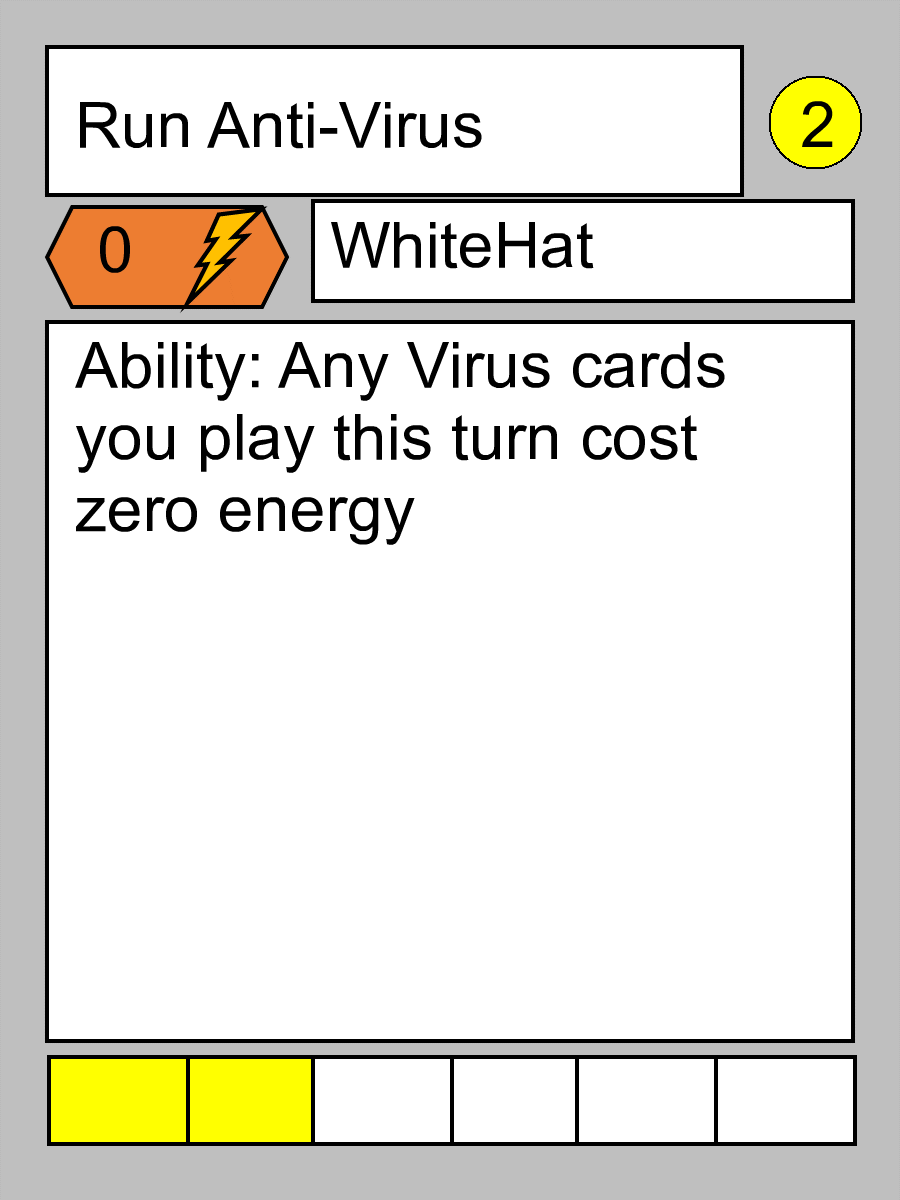 Run Anti-Virus
2
0
WhiteHat
Ability: Any Virus cards
you play this turn cost
zero energy